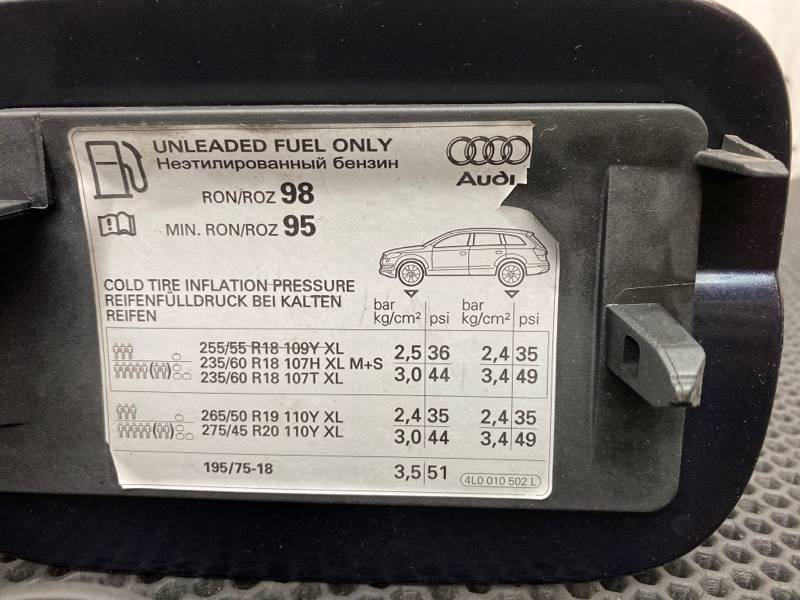 UNLEADED FUEL ONLY
Неэтилированный бензин
Audi
RON/ROZ 98
MIN. RON/ROZ 95
COLD TIRE INFLATION PRESSURE
REIFENFÜLLDRUCK BEI KALTEN
REIFEN
bar psi bar psi
kg/cm² kg/cm²
255/55 R18 109Y XL 2,5 36 2,4 35
235/60 R18 107H XL M+S
235/60 R18 107T XL 3,0 44 3,4 49
265/50 R19 110Y XL 2,4 35 2,4 35
275/45 R20 110Y XL 3,0 44 3,4 49
195/75-18 3,5 51
4L0 010 502 L